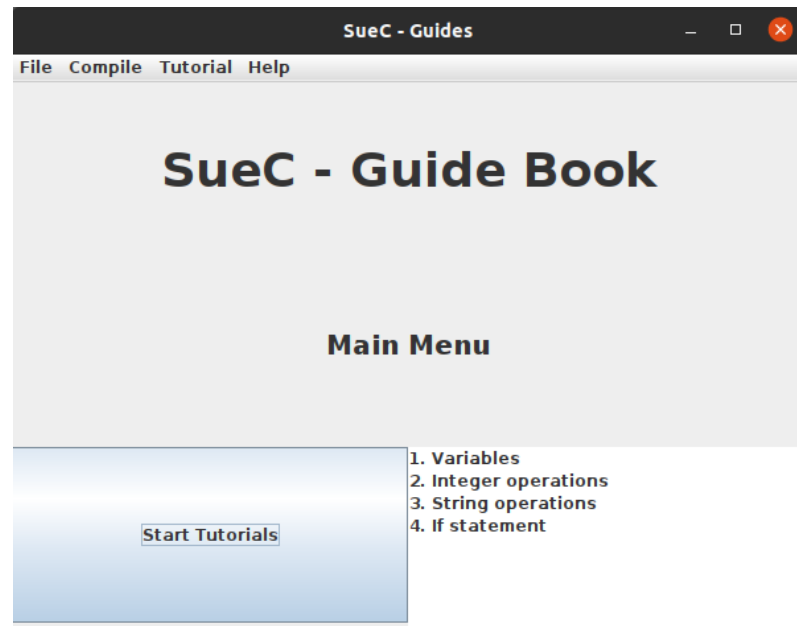 SueC - Guides
File Compile Tutorial Help
SueC - Guide Book
Main Menu
Start Tutorials
1. Variables
2. Integer operations
3. String operations
4. If statement